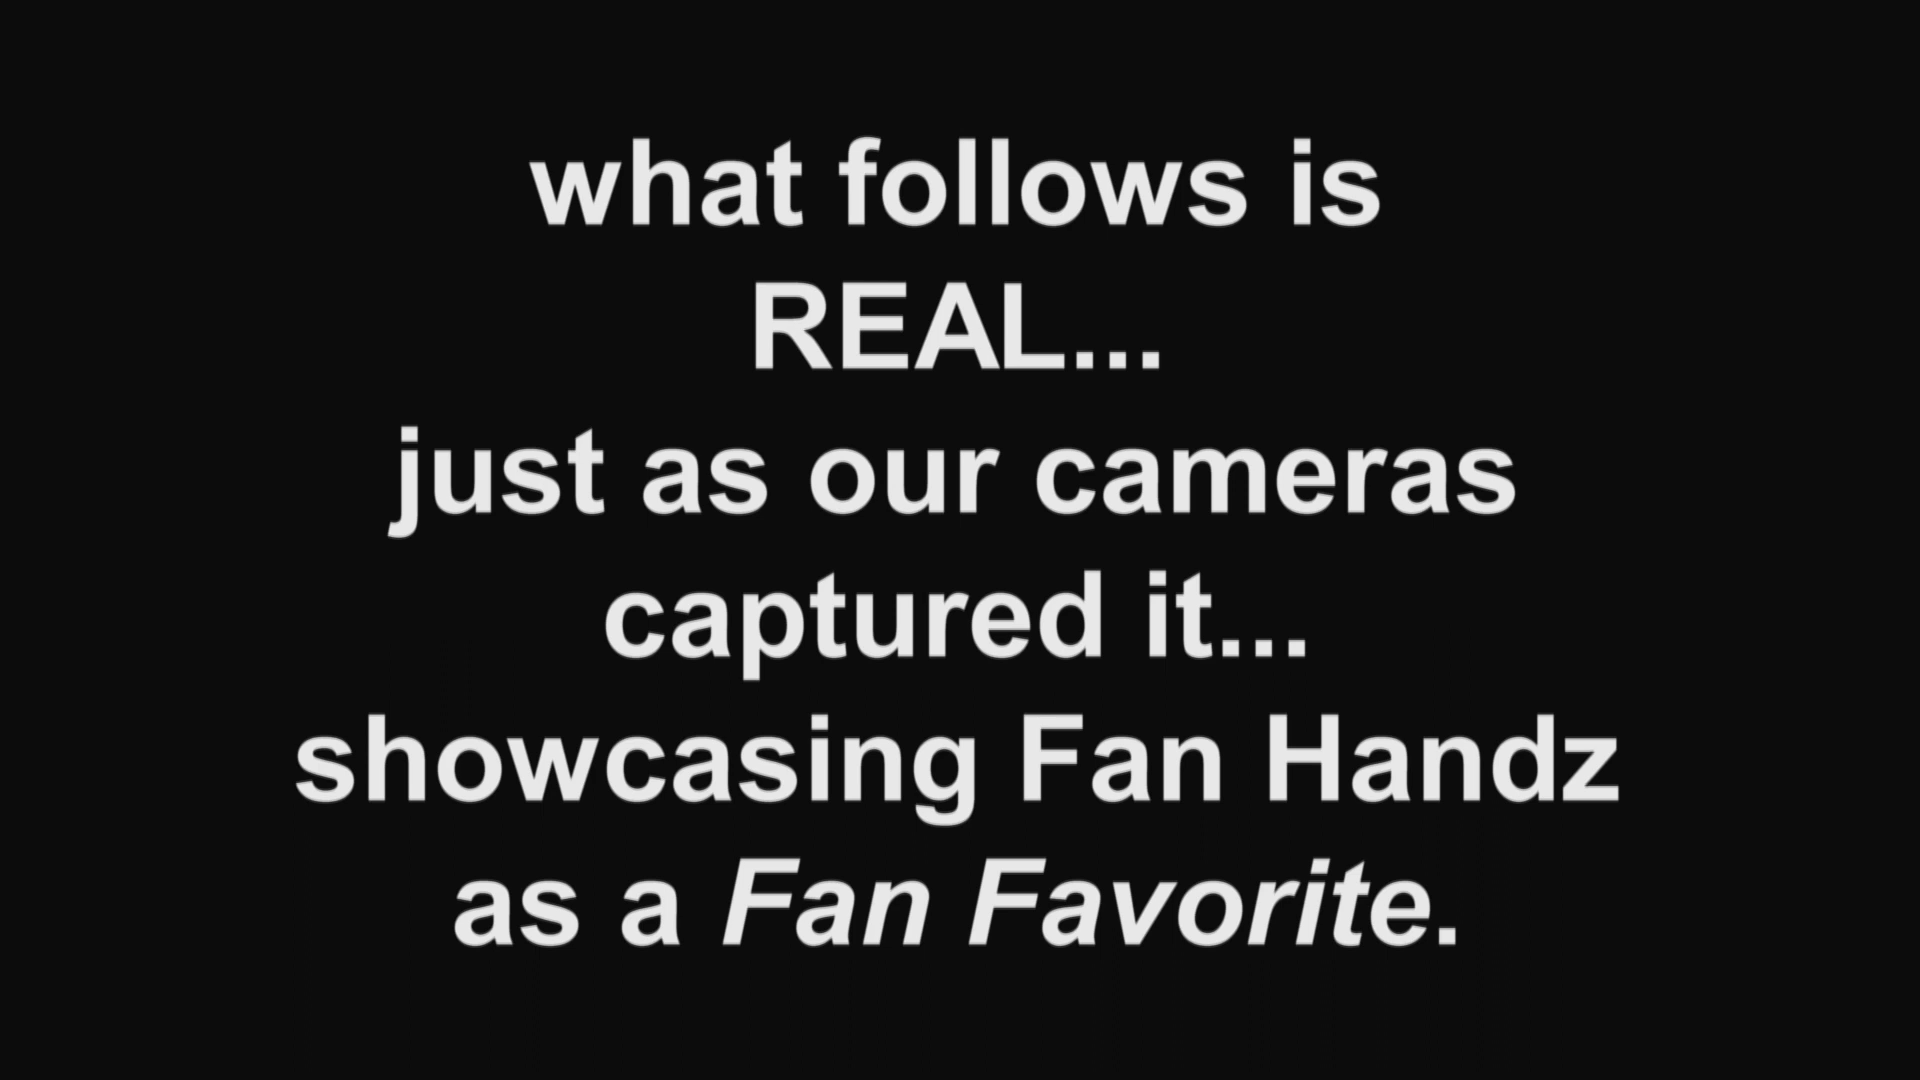 what follows is
REAL...
just as our cameras
captured it...
showcasing Fan Handz
as a Fan Favorite.